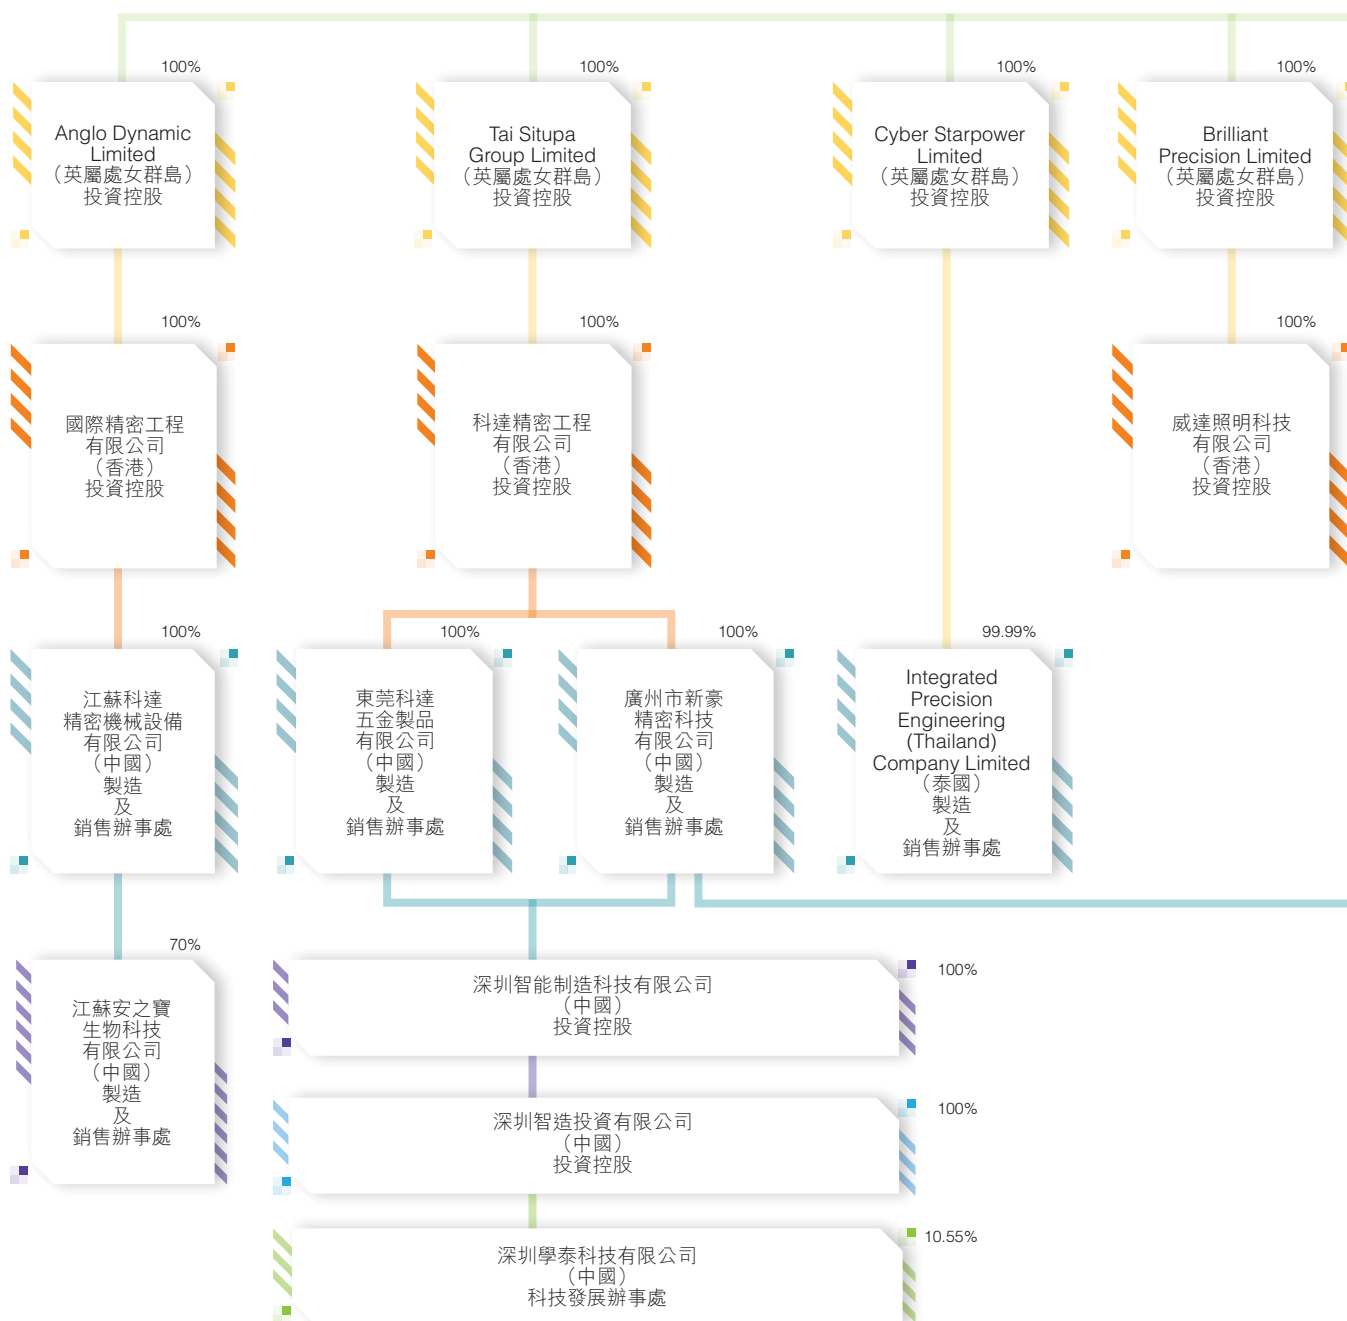 100%
100%
100%
100%
Anglo Dynamic
Limited
（英屬處女群島）
投資控股
Tai Situpa
Group Limited
（英屬處女群島）
投資控股
Cyber Starpower
Limited
（英屬處女群島）
投資控股
Brilliant
Precision Limited
（英屬處女群島）
投資控股
100%
100%
100%
國際精密工程
有限公司
（香港）
投資控股
科達精密工程
有限公司
（香港）
投資控股
威達照明科技
有限公司
（香港）
投資控股
100%
100%
100%
99.99%
江蘇科達
精密機械設備
有限公司
（中國）
製造
及
銷售辦事處
東莞科達
五金製品
有限公司
（中國）
製造
及
銷售辦事處
廣州市新豪
精密科技
有限公司
（中國）
製造
及
銷售辦事處
Integrated
Precision
Engineering
(Thailand)
Company Limited
（泰國）
製造
及
銷售辦事處
70%
江蘇安之寶
生物科技
有限公司
（中國）
製造
及
銷售辦事處
深圳智能制造科技有限公司
（中國）
投資控股
100%
深圳智造投資有限公司
（中國）
投資控股
100%
深圳學泰科技有限公司
（中國）
科技發展辦事處
10.55%